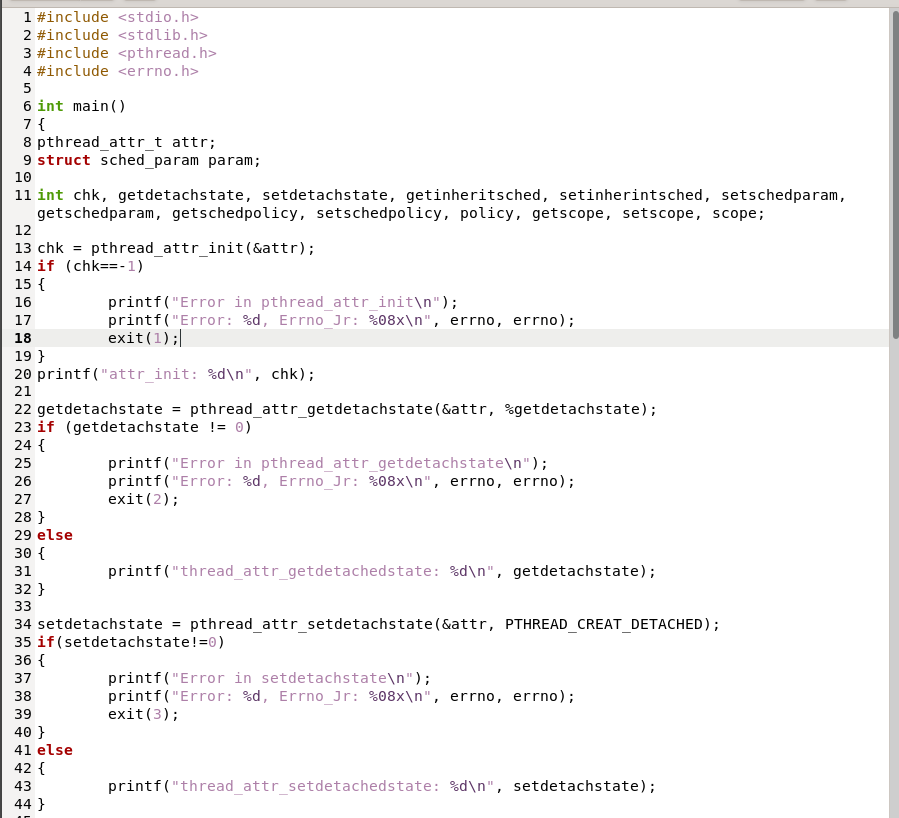 1 #include <stdio.h>
2 #include <stdlib.h>
3 #include <pthread.h>
4 #include <errno.h>
5
6 int main()
7 {
8 pthread_attr_t attr;
9 struct sched_param param;
10
11 int chk, getdetachstate, setdetachstate, getinheritsched, setinherintsched, setschedparam,
getschedparam, getschedpolicy, setschedpolicy, policy, getscope, setscope, scope;
12
13 chk = pthread_attr_init(&attr);
14 if (chk==-1)
15 {
16         printf("Error in pthread_attr_init\n");
17         printf("Error: %d, Errno_Jr: %08x\n", errno, errno);
18         exit(1);
19 }
20 printf("attr_init: %d\n", chk);
21
22 getdetachstate = pthread_attr_getdetachstate(&attr, %getdetachstate);
23 if (getdetachstate != 0)
24 {
25         printf("Error in pthread_attr_getdetachstate\n");
26         printf("Error: %d, Errno_Jr: %08x\n", errno, errno);
27         exit(2);
28 }
29 else
30 {
31         printf("thread_attr_getdetachedstate: %d\n", getdetachstate);
32 }
33
34 setdetachstate = pthread_attr_setdetachstate(&attr, PTHREAD_CREAT_DETACHED);
35 if(setdetachstate!=0)
36 {
37         printf("Error in setdetachstate\n");
38         printf("Error: %d, Errno_Jr: %08x\n", errno, errno);
39         exit(3);
40 }
41 else
42 {
43         printf("thread_attr_setdetachedstate: %d\n", setdetachstate);
44 }